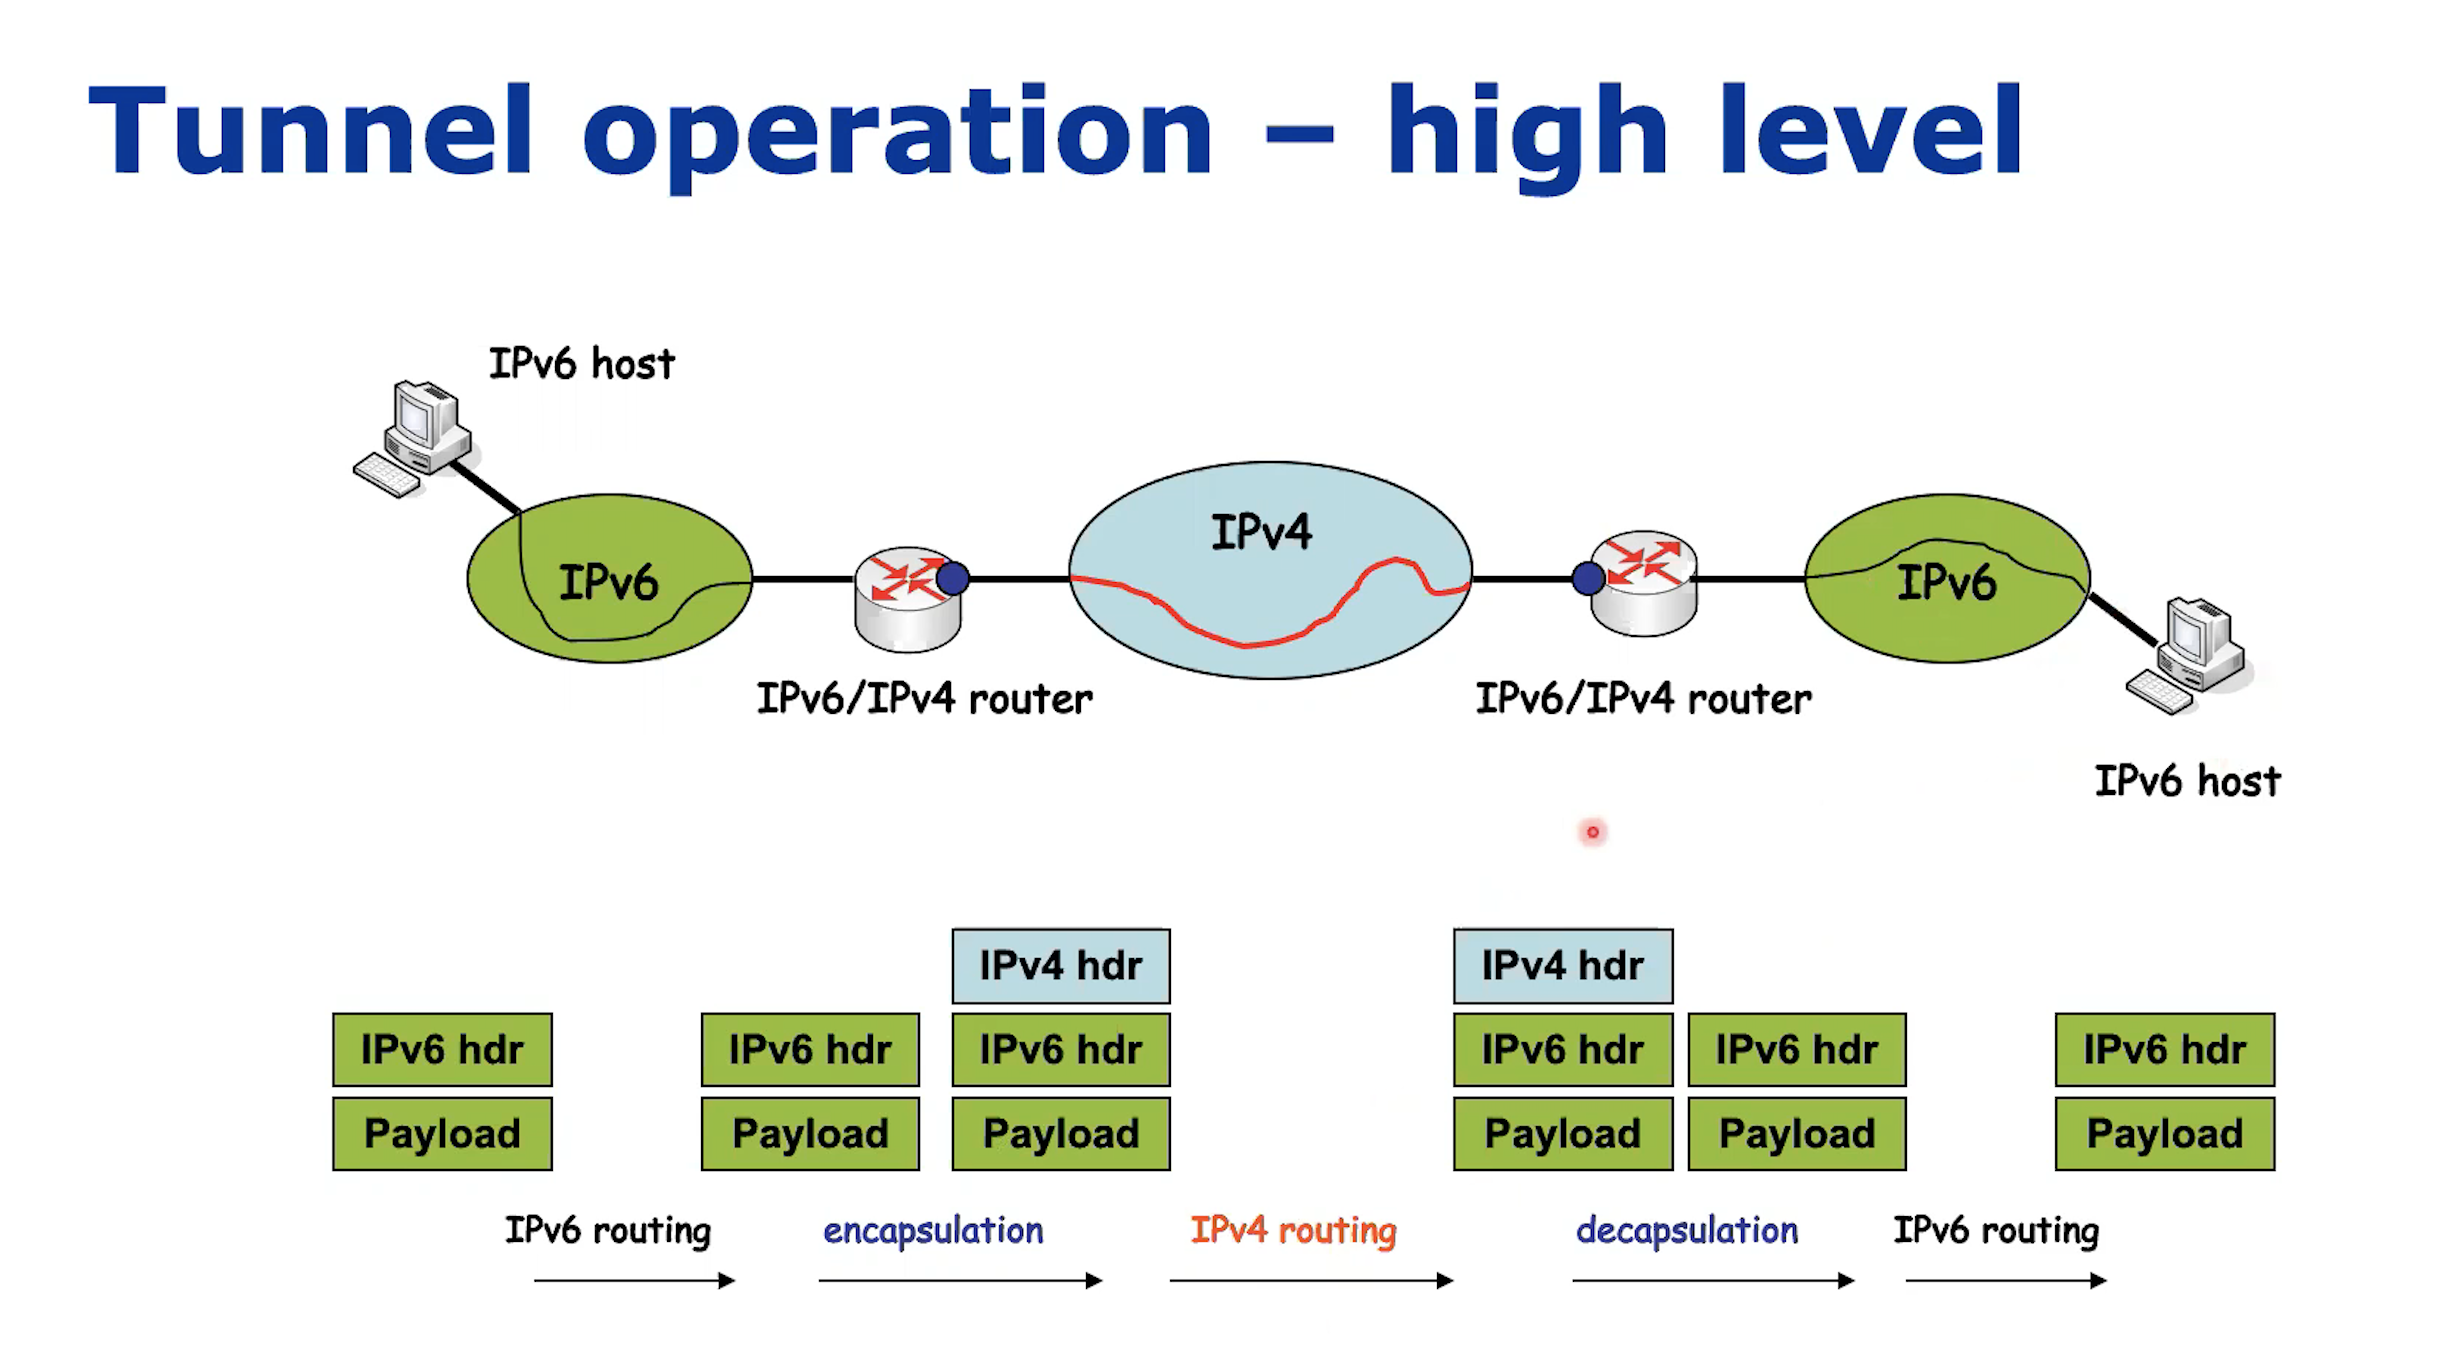 Tunnel operation – high level
IPv6 host
IPv4
IPv6
IPv6
IPv6/IPv4 router
IPv6/IPv4 router
IPv6 host
IPv4 hdr
IPv4 hdr
IPv6 hdr
IPv6 hdr
IPv6 hdr
IPv6 hdr
IPv6 hdr
IPv6 hdr
Payload
Payload
Payload
Payload
Payload
Payload
IPv6 routing
encapsulation
IPv4 routing
decapsulation
IPv6 routing